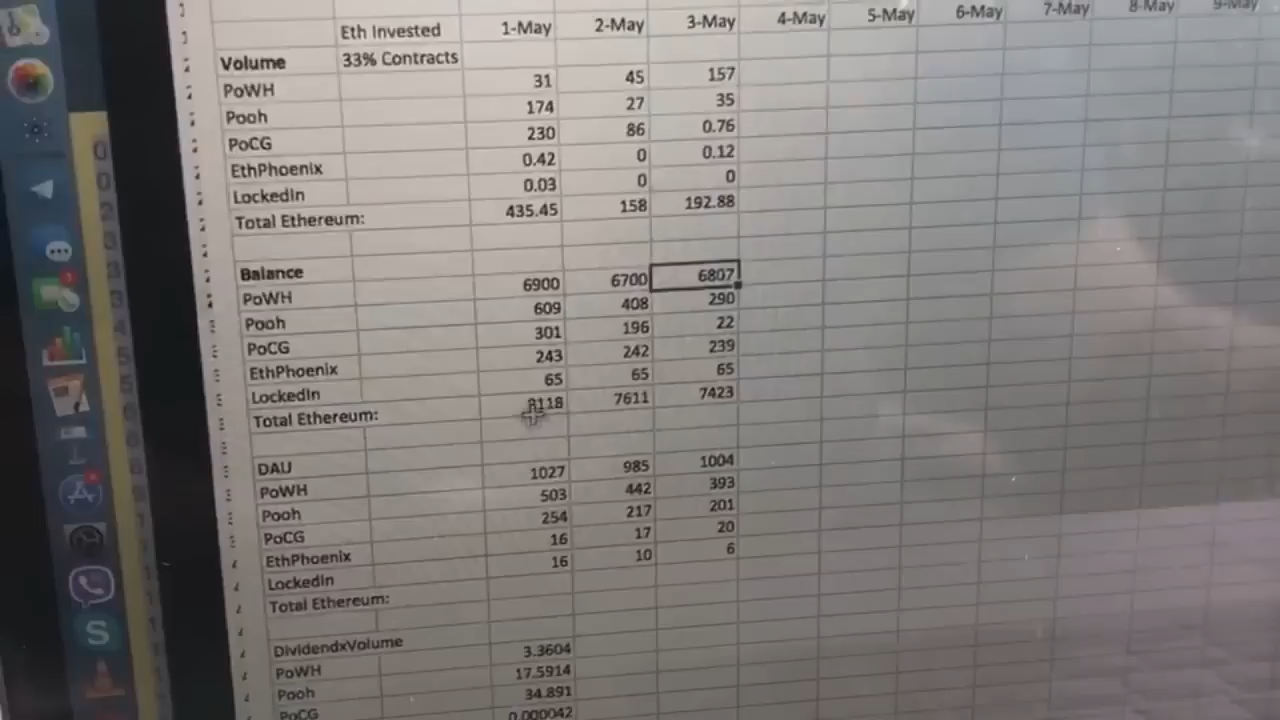 Eth Invested 1-May 2-May 3-May 4-May 5-May 6-May 7-May 8-May 9-May
Volume 33% Contracts
PoWH 31 45 157
Pooh 174 27 35
PoCG 230 86 0.76
EthPhoenix 0.42 0 0.12
LockedIn 0.03 0 0
Total Ethereum: 435.45 158 192.88
Balance
PoWH 6900 6700 6807
Pooh 609 408 290
PoCG 301 196 22
EthPhoenix 243 242 239
LockedIn 65 65 65
Total Ethereum: 8118 7611 7423
DAU
PoWH 1027 985 1004
Pooh 503 442 393
PoCG 254 217 201
EthPhoenix 16 17 20
LockedIn 16 10 6
Total Ethereum:
DividendxVolume
PoWH 3.3604
Pooh 17.5914
PoCG 34.891
0.000042